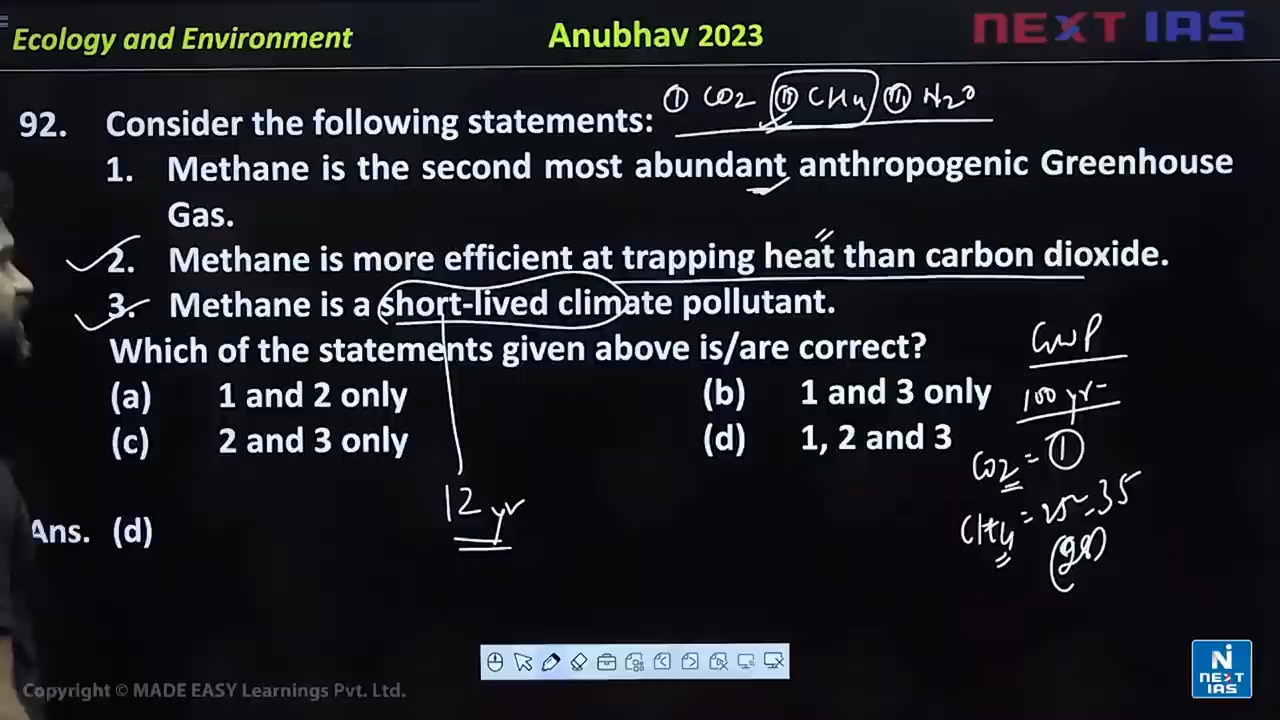 Ecology and Environment
Anubhav 2023
NEXT IAS
① CO2 ② CH4 ③ N2O
92. Consider the following statements:
1. Methane is the second most abundant anthropogenic Greenhouse
Gas.
2. Methane is more efficient at trapping heat than carbon dioxide.
3. Methane is a short-lived climate pollutant.
Which of the statements given above is/are correct?
(a) 1 and 2 only (b) 1 and 3 only
(c) 2 and 3 only (d) 1, 2 and 3
GWP
100 yr
CO2 = ①
CH4 = 25-35
(28)
12 yr
Ans. (d)
NEXT
IAS
Copyright © MADE EASY Learnings Pvt. Ltd.